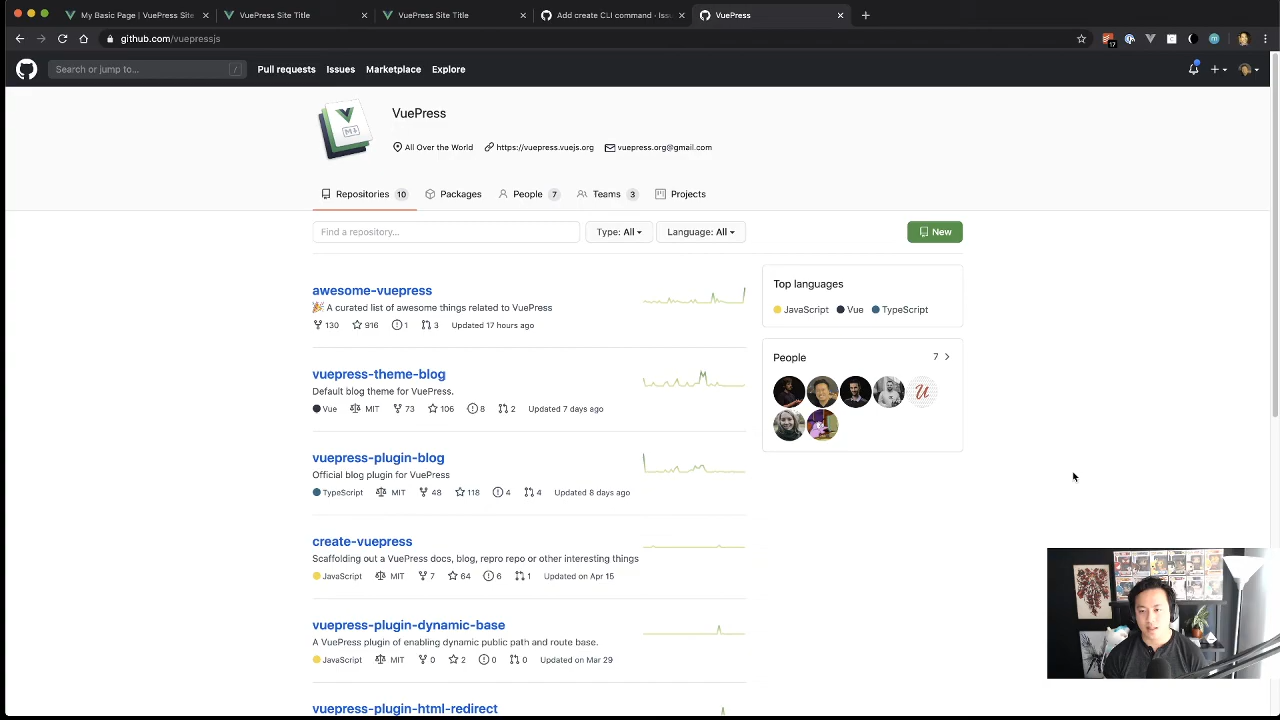 My Basic Page | VuePress Site
VuePress Site Title
VuePress Site Title
Add create CLI command · Issu
VuePress
github.com/vuepressjs
17
Search or jump to...
/
Pull requests
Issues
Marketplace
Explore
VuePress
All Over the World
https://vuepress.vuejs.org
vuepress.org@gmail.com
Repositories 10
Packages
People 7
Teams 3
Projects
Find a repository...
Type: All
Language: All
New
awesome-vuepress
A curated list of awesome things related to VuePress
130 916 1 3 Updated 17 hours ago
vuepress-theme-blog
Default blog theme for VuePress.
Vue MIT 73 106 8 2 Updated 7 days ago
vuepress-plugin-blog
Official blog plugin for VuePress
TypeScript MIT 48 118 4 4 Updated 8 days ago
create-vuepress
Scaffolding out a VuePress docs, blog, repro repo or other interesting things
JavaScript MIT 7 64 6 1 Updated on Apr 15
vuepress-plugin-dynamic-base
A VuePress plugin of enabling dynamic public path and route base.
JavaScript MIT 0 2 0 0 Updated on Mar 29
vuepress-plugin-html-redirect
Top languages
JavaScript Vue TypeScript
People 7